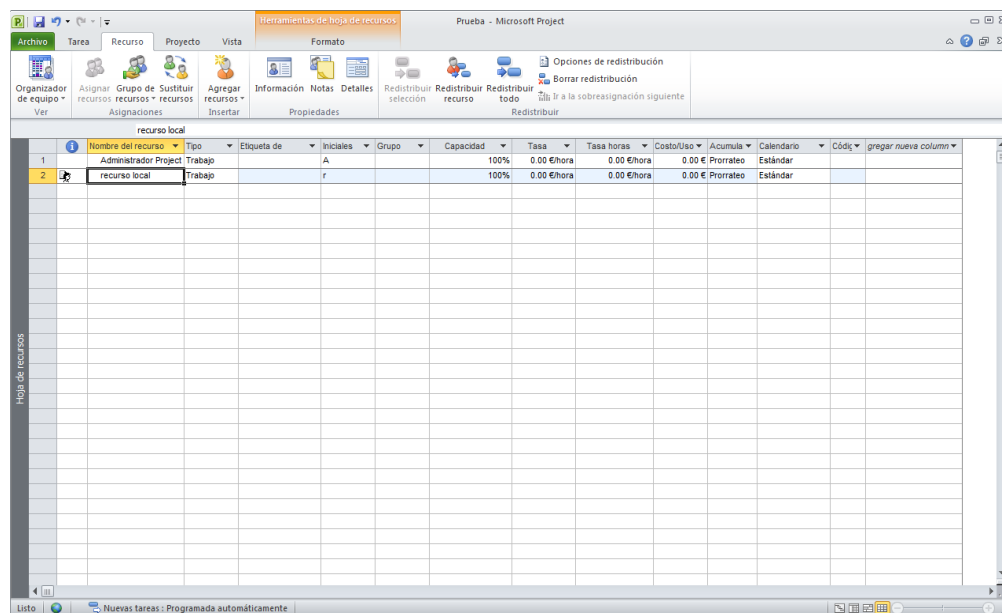 Herramientas de hoja de recursos Prueba - Microsoft Project
Archivo Tarea Recurso Proyecto Vista Formato
Organizador de equipo
Asignar recursos
Grupo de recursos
Sustituir recursos
Agregar recursos
Información Notas Detalles
Redistribuir selección
Redistribuir recurso
Redistribuir todo
Opciones de redistribución
Borrar redistribución
Ir a la sobreasignación siguiente
Ver Asignaciones Insertar Propiedades Redistribuir
recurso local
Nombre del recurso Tipo Etiqueta de Iniciales Grupo Capacidad Tasa Tasa horas Costo/Uso Acumula Calendario Códig gregar nueva column
1 Administrador Project Trabajo A 100% 0.00 €/hora 0.00 €/hora 0.00 € Prorrateo Estándar
2 recurso local Trabajo r 100% 0.00 €/hora 0.00 €/hora 0.00 € Prorrateo Estándar
Hoja de recursos
Listo Nuevas tareas : Programada automáticamente